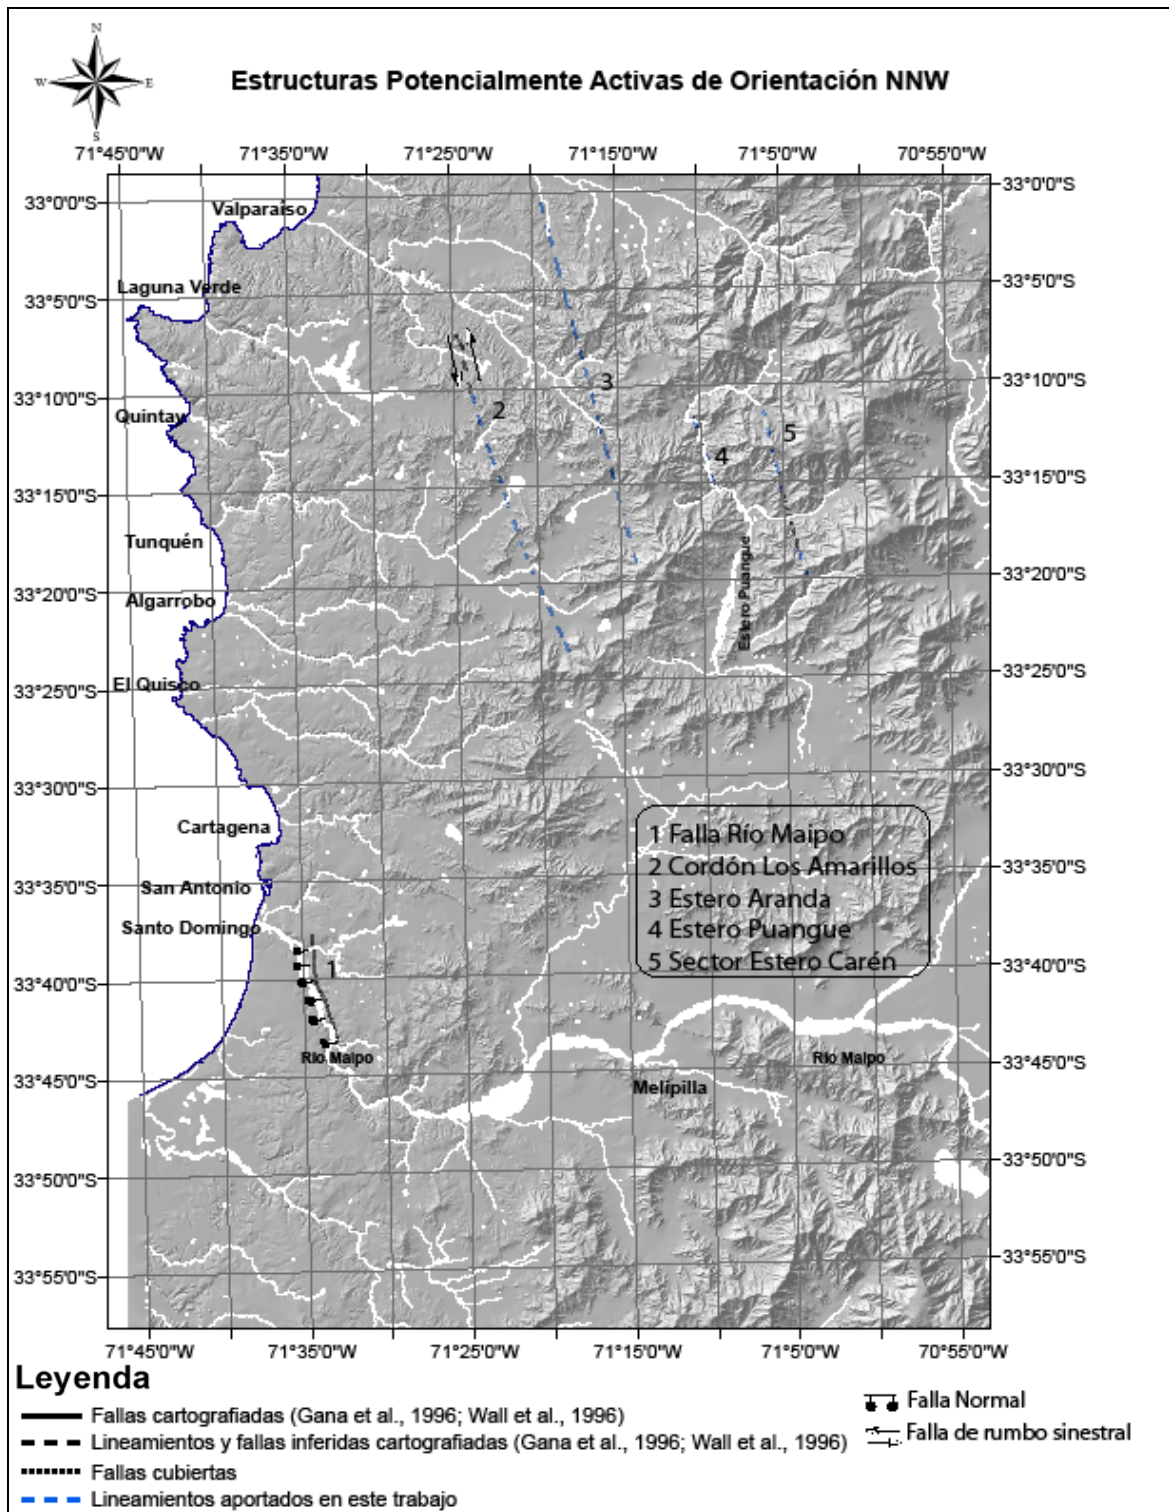 N
W E
S
Estructuras Potencialmente Activas de Orientación NNW
71°45'0"W 71°35'0"W 71°25'0"W 71°15'0"W 71°5'0"W 70°55'0"W
33°0'0"S
33°0'0"S
Valparaíso
33°5'0"S
Laguna Verde
33°5'0"S
3
33°10'0"S
33°10'0"S
2
Quintay
5
4
33°15'0"S
33°15'0"S
Tunquén
33°20'0"S
Estero Puangue
33°20'0"S
Algarrobo
33°25'0"S
El Quisco
33°25'0"S
33°30'0"S
33°30'0"S
Cartagena
1 Falla Río Maipo
2 Cordón Los Amarillos
3 Estero Aranda
4 Estero Puangue
5 Sector Estero Carén
33°35'0"S
33°35'0"S
San Antonio
Santo Domingo
1
33°40'0"S
33°40'0"S
Río Maipo
Río Maipo
33°45'0"S
33°45'0"S
Melipilla
33°50'0"S
33°50'0"S
33°55'0"S
33°55'0"S
71°45'0"W 71°35'0"W 71°25'0"W 71°15'0"W 71°5'0"W 70°55'0"W
Leyenda
Fallas cartografiadas (Gana et al., 1996; Wall et al., 1996)
Lineamientos y fallas inferidas cartografiadas (Gana et al., 1996; Wall et al., 1996)
Fallas cubiertas
Lineamientos aportados en este trabajo
Falla Normal
Falla de rumbo sinestral